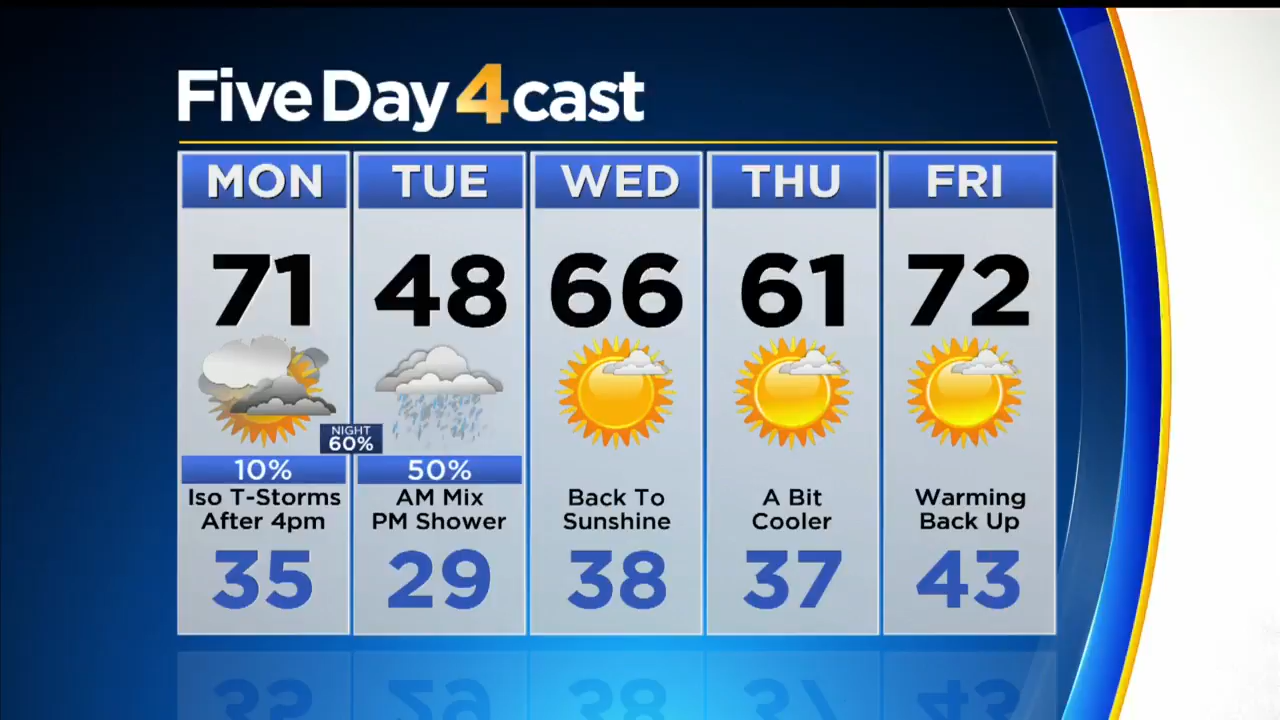 Five Day 4cast
MON TUE WED THU FRI
71 48 66 61 72
NIGHT
60%
10% 50%
Iso T-Storms AM Mix Back To A Bit Warming
After 4pm PM Shower Sunshine Cooler Back Up
35 29 38 37 43